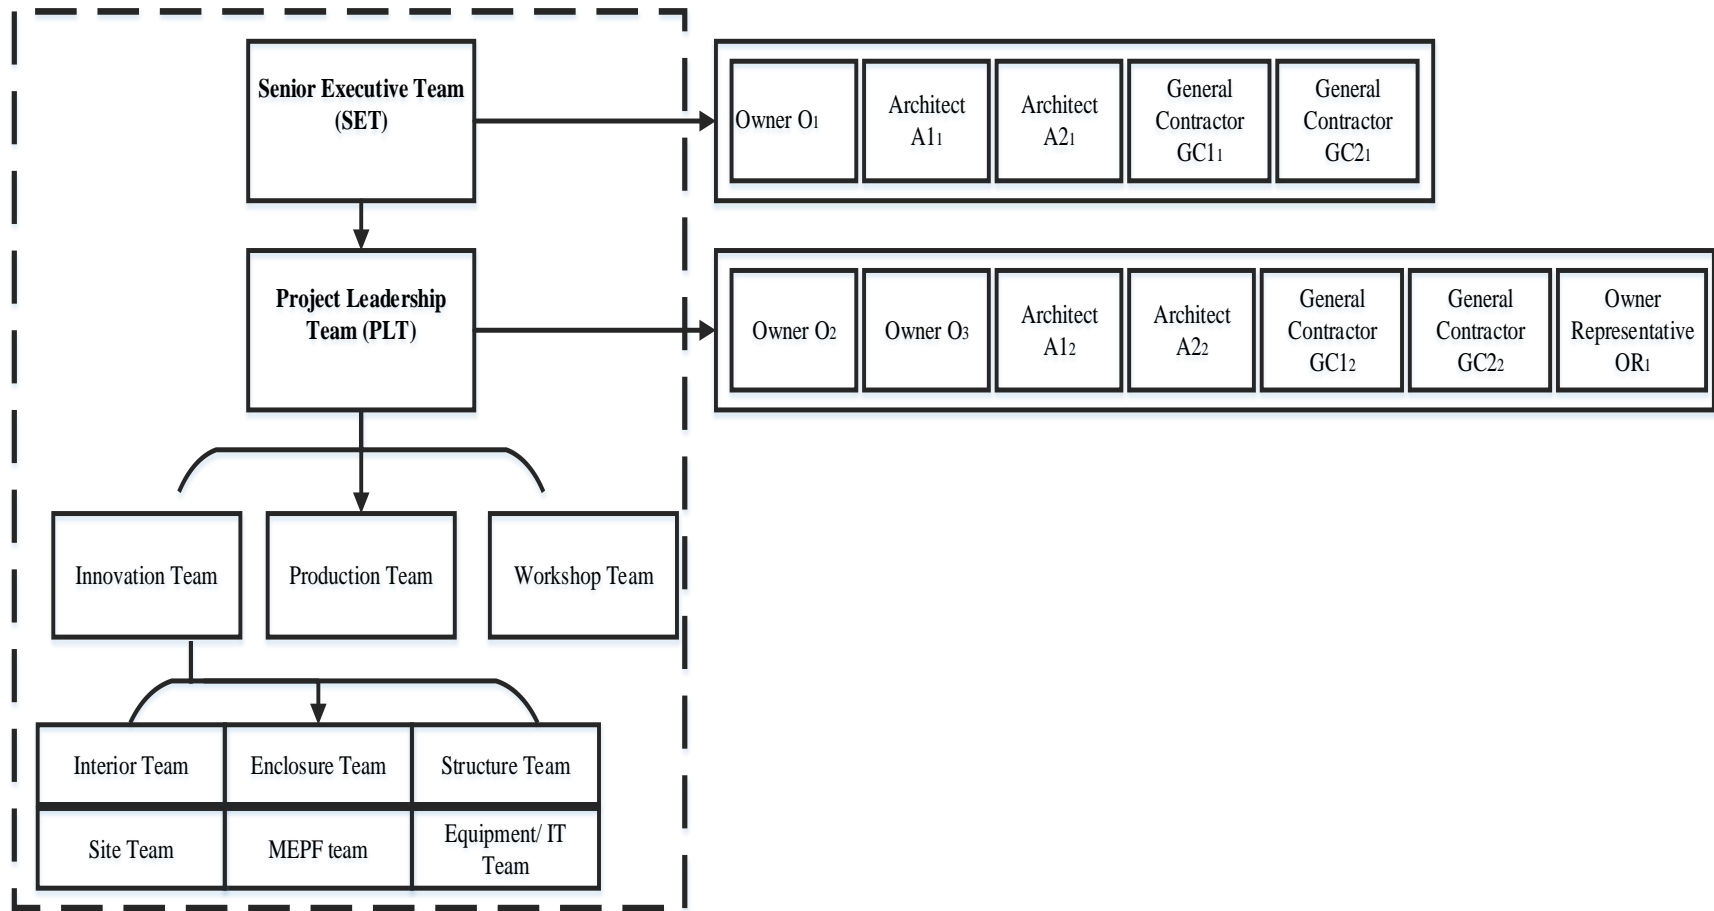 Senior Executive Team
(SET)
Owner O1
Architect
A11
Architect
A21
General
Contractor
GC11
General
Contractor
GC21
Project Leadership
Team (PLT)
Owner O2
Owner O3
Architect
A12
Architect
A22
General
Contractor
GC12
General
Contractor
GC22
Owner
Representative
OR1
Innovation Team
Production Team
Workshop Team
Interior Team
Enclosure Team
Structure Team
Site Team
MEPF team
Equipment/ IT
Team